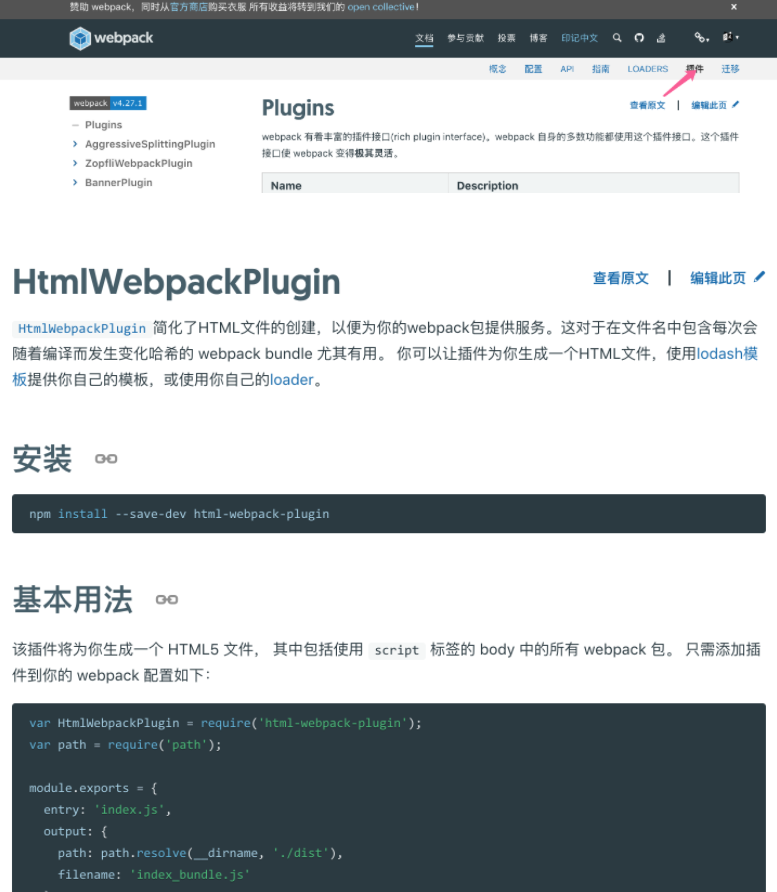 赞助 webpack，同时从官方商店购买衣服 所有收益将转到我们的 open collective! x
webpack 文档 参与贡献 投票 博客 印记中文
概念 配置 API 指南 LOADERS 插件 迁移
webpack v4.27.1
Plugins
AggressiveSplittingPlugin
ZopfliWebpackPlugin
BannerPlugin
Plugins 查看原文 | 编辑此页
webpack 有着丰富的插件接口(rich plugin interface)。webpack 自身的多数功能都使用这个插件接口。这个插件
接口使 webpack 变得极其灵活。
Name Description
HtmlWebpackPlugin 查看原文 | 编辑此页
HtmlWebpackPlugin 简化了HTML文件的创建，以便为你的webpack包提供服务。这对于在文件名中包含每次会
随着编译而发生变化哈希的 webpack bundle 尤其有用。 你可以让插件为你生成一个HTML文件，使用lodash模
板提供你自己的模板，或使用你自己的loader。
安装
npm install --save-dev html-webpack-plugin
基本用法
该插件将为你生成一个 HTML5 文件， 其中包括使用 script 标签的 body 中的所有 webpack 包。 只需添加插
件到你的 webpack 配置如下：
var HtmlWebpackPlugin = require('html-webpack-plugin');
var path = require('path');
module.exports = {
entry: 'index.js',
output: {
path: path.resolve(__dirname, './dist'),
filename: 'index_bundle.js'